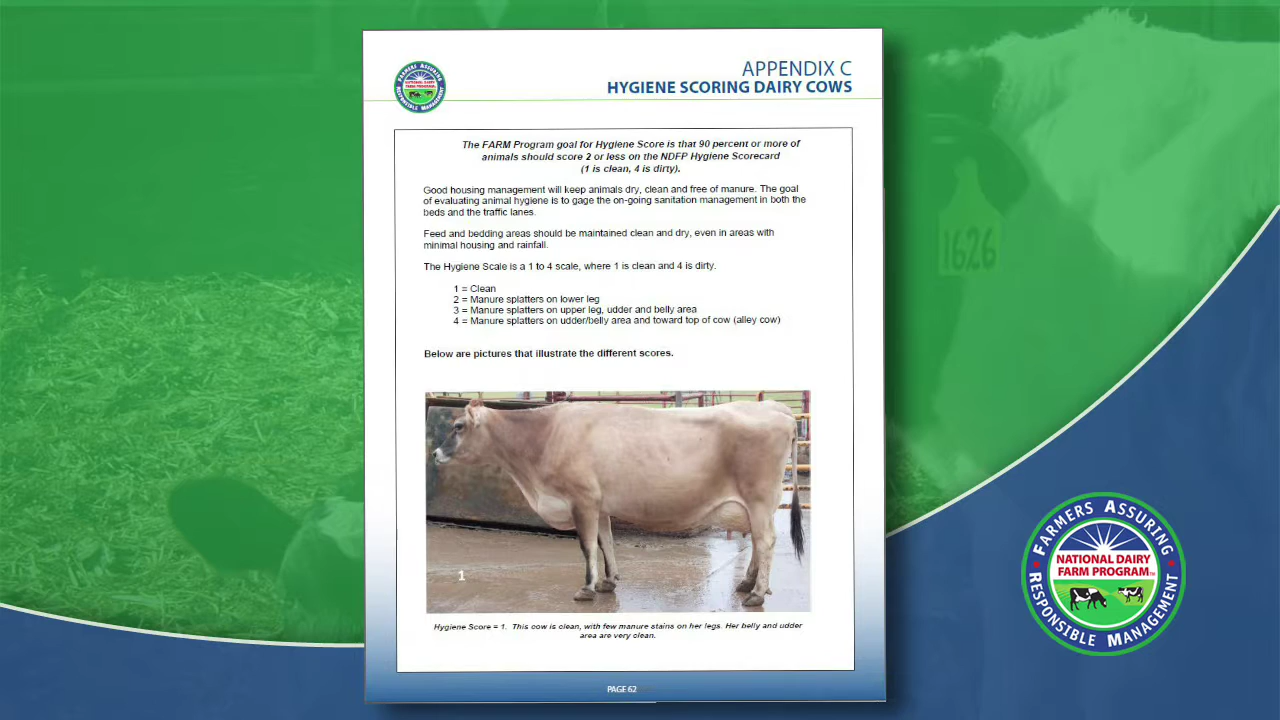 APPENDIX C
HYGIENE SCORING DAIRY COWS
FARMERS ASSURING
NATIONAL DAIRY
FARM PROGRAM
RESPONSIBLE MANAGEMENT
The FARM Program goal for Hygiene Score is that 90 percent or more of
animals should score 2 or less on the NDFP Hygiene Scorecard
(1 is clean, 4 is dirty).
Good housing management will keep animals dry, clean and free of manure. The goal
of evaluating animal hygiene is to gage the on-going sanitation management in both the
beds and the traffic lanes.
Feed and bedding areas should be maintained clean and dry, even in areas with
minimal housing and rainfall.
The Hygiene Scale is a 1 to 4 scale, where 1 is clean and 4 is dirty.
1 = Clean
2 = Manure splatters on lower leg
3 = Manure splatters on upper leg, udder and belly area
4 = Manure splatters on udder/belly area and toward top of cow (alley cow)
Below are pictures that illustrate the different scores.
1
Hygiene Score = 1. This cow is clean, with few manure stains on her legs. Her belly and udder
area are very clean.
PAGE 62
1626
FARMERS ASSURING
NATIONAL DAIRY
FARM PROGRAM™
RESPONSIBLE MANAGEMENT